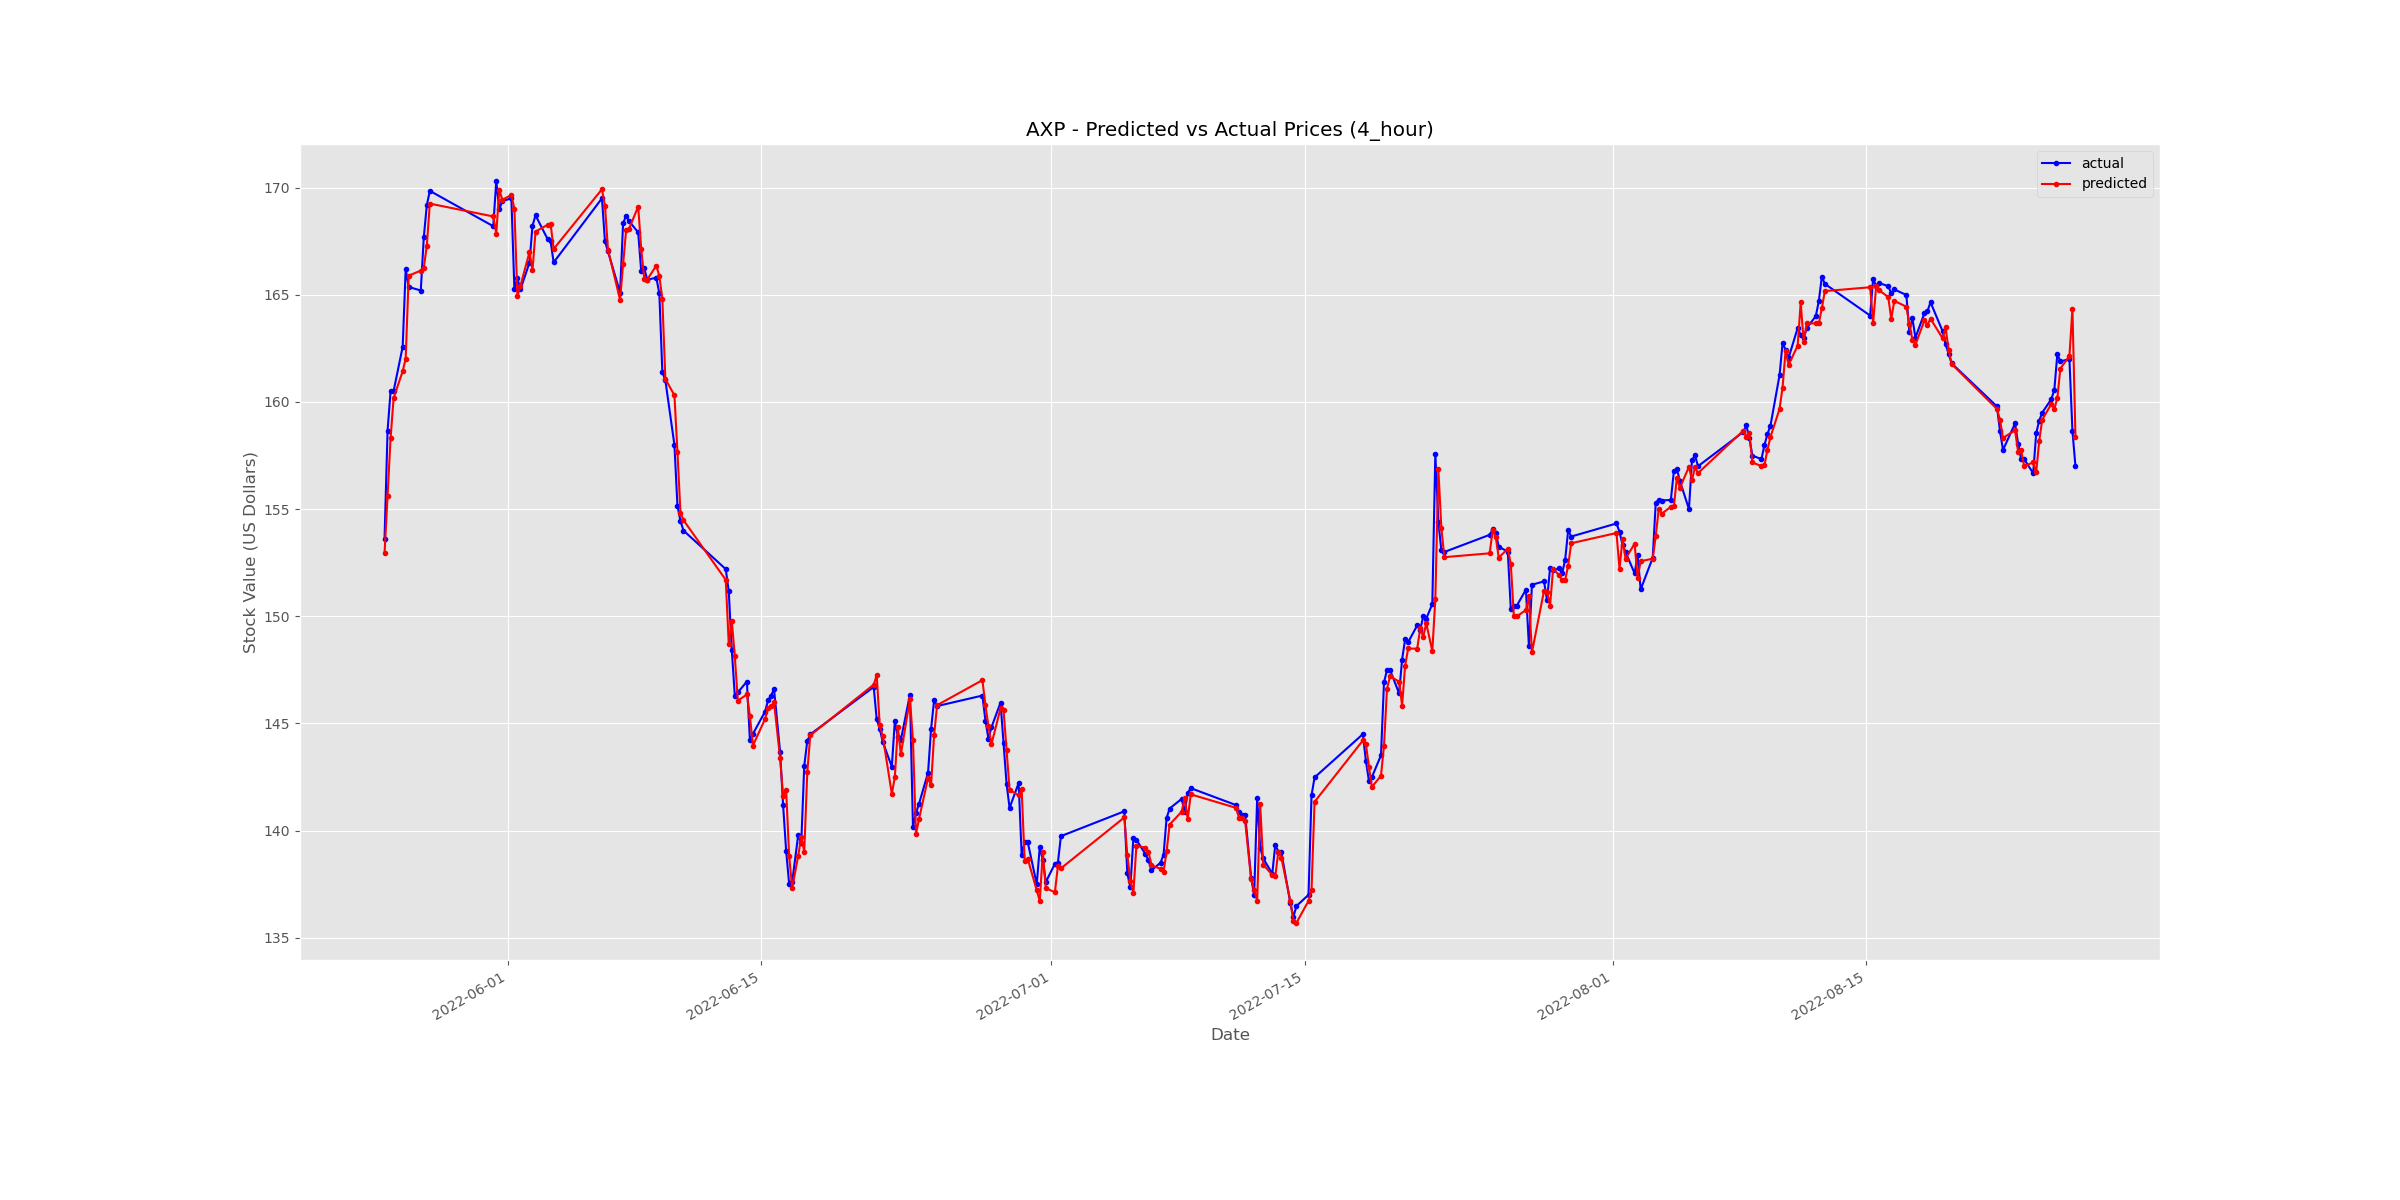 AXP - Predicted vs Actual Prices (4_hour)
actual
predicted
Stock Value (US Dollars)
170
165
160
155
150
145
140
135
2022-06-01
2022-06-15
2022-07-01
2022-07-15
2022-08-01
2022-08-15
Date